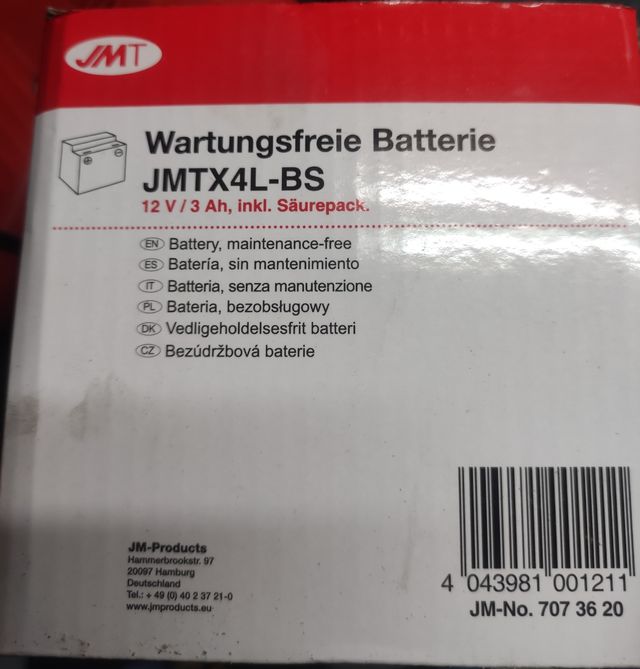 JMT
Wartungsfreie Batterie
JMTX4L-BS
12 V / 3 Ah, inkl. Säurepack.
EN Battery, maintenance-free
ES Batería, sin mantenimiento
IT Batteria, senza manutenzione
PL Bateria, bezobsługowy
DK Vedligeholdelsesfrit batteri
CZ Bezúdržbová baterie
JM-Products
Hammerbrookstr. 97
20097 Hamburg
Deutschland
Tel.: + 49 (0) 40 2 37 21-0
www.jmproducts.eu
4 043981 001211
JM-No. 707 36 20